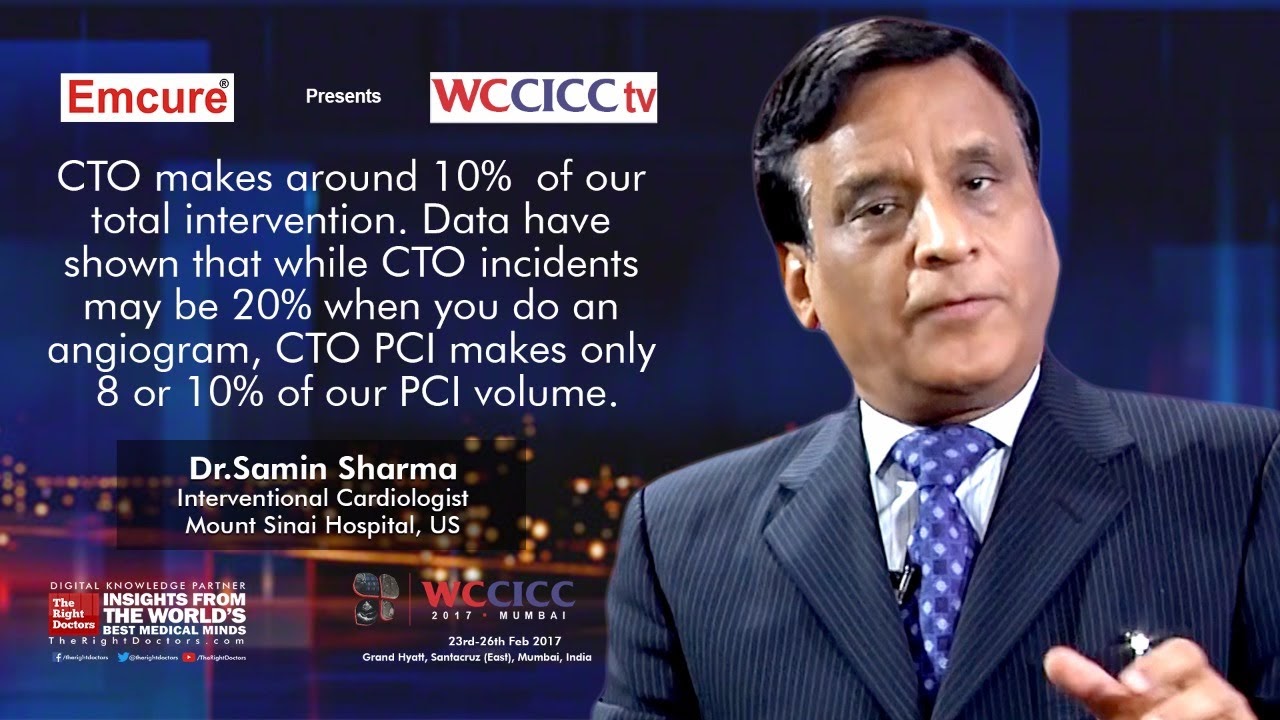 Emcure®
Presents
WCCICCtv
CTO makes around 10% of our
total intervention. Data have
shown that while CTO incidents
may be 20% when you do an
angiogram, CTO PCI makes only
8 or 10% of our PCI volume.
Dr.Samin Sharma
Interventional Cardiologist
Mount Sinai Hospital, US
DIGITAL KNOWLEDGE PARTNER
The
Right
Doctors
INSIGHTS FROM
THE WORLD'S
BEST MEDICAL MINDS
TheRightDoctors.com
/therightdoctors
@therightdoctors
/TheRightDoctors
WCCICC
2017 · MUMBAI
23rd-26th Feb 2017
Grand Hyatt, Santacruz (East), Mumbai, India